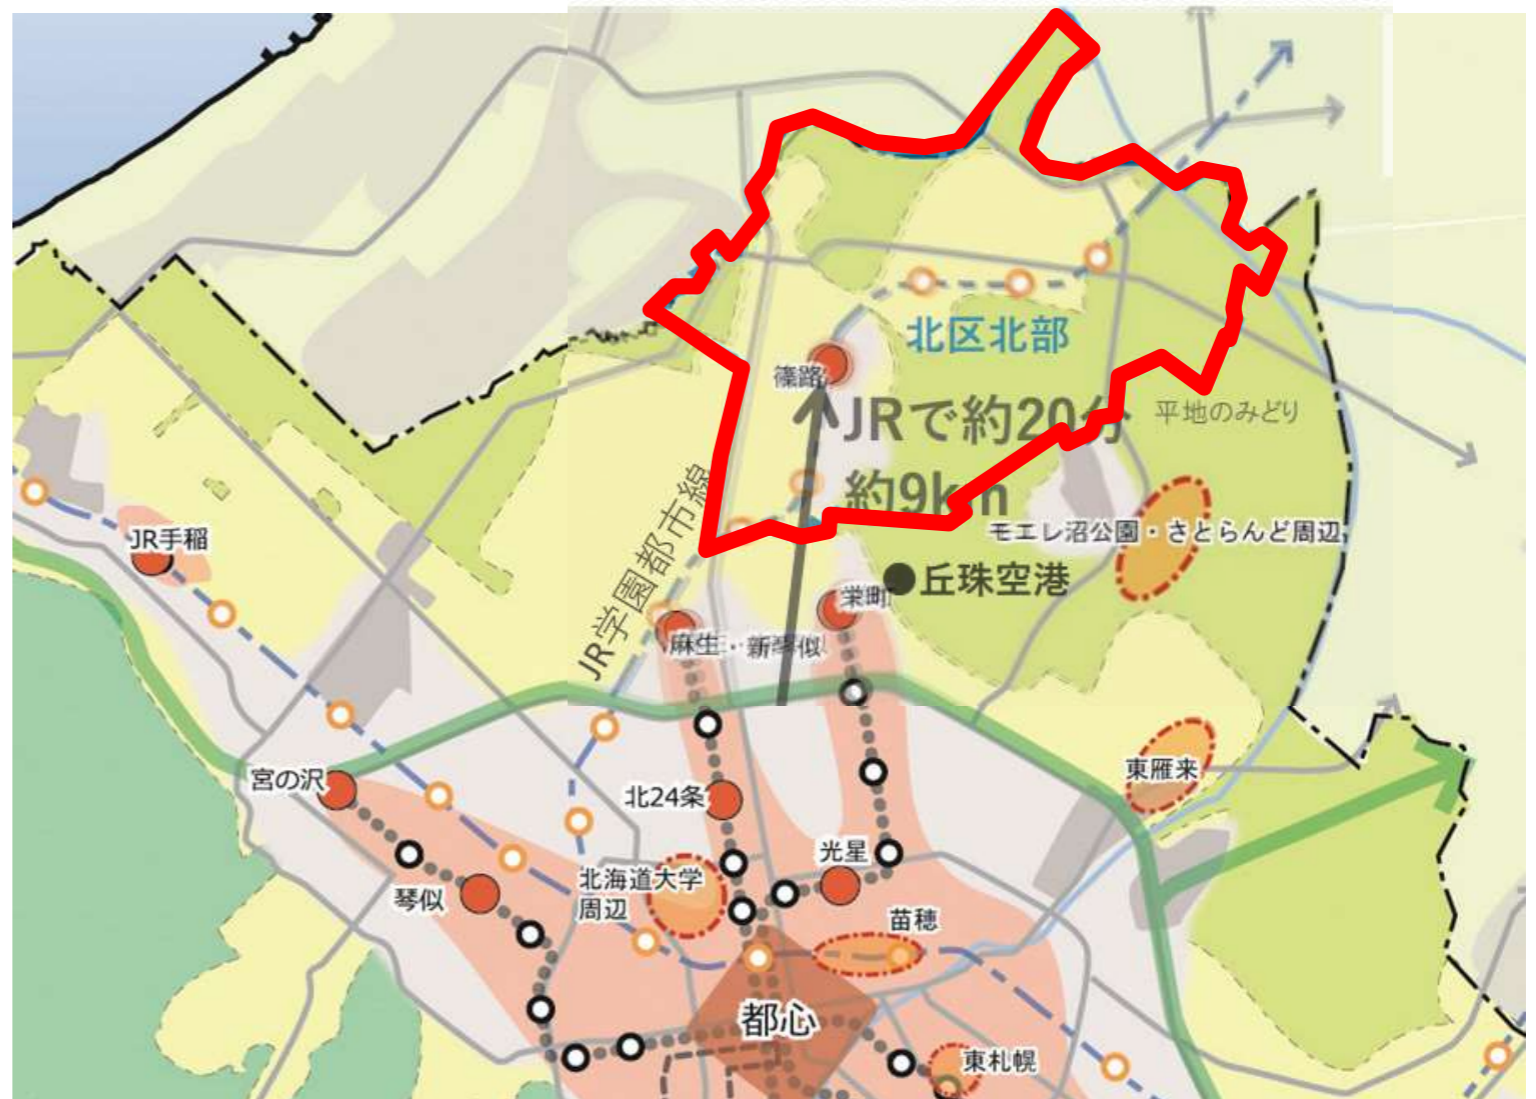 北区北部
篠路
JRで約20分
約9km
平地のみどり
JR学園都市線
モエレ沼公園・さとらんど周辺
JR手稲
丘珠空港
栄町
麻生・新琴似
宮の沢
北24条
東雁来
光星
北海道大学
周辺
琴似
苗穂
都心
東札幌